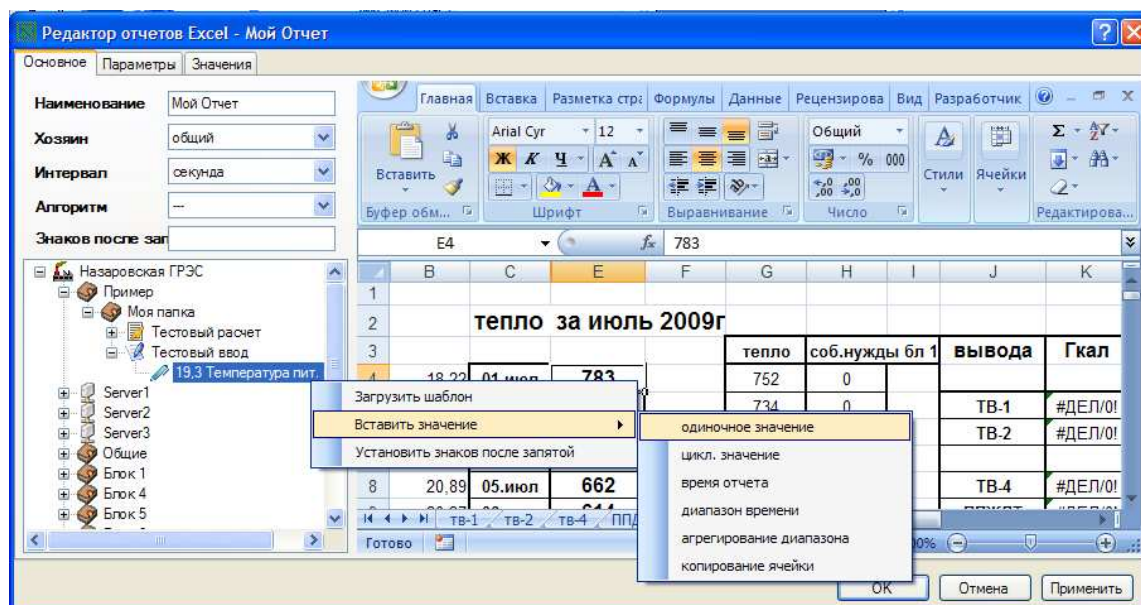 Редактор отчетов Excel - Мой Отчет
Основное Параметры Значения
Наименование Мой Отчет
Хозяин общий
Интервал секунда
Алгоритм ---
Знаков после зап
Назаровская ГРЭС
Пример
Моя папка
Тестовый расчет
Тестовый ввод
19,3 Температура пит.
Server1
Server2
Server3
Общие
Блок 1
Блок 4
Блок 5
Главная Вставка Разметка стра Формулы Данные Рецензирова Вид Разработчик
Вставить
Arial Cyr 12
Ж К Ч
Общий
% 000
Стили Ячейки
Буфер обм... Шрифт Выравнивание Число Редактирова...
E4 fx 783
B C E F G H I J K
1
2 тепло за июль 2009г
3 тепло соб.нужды бл 1 вывода Гкал
4 18,22 01.июл 783 752 0
734 0 ТВ-1 #ДЕЛ/0!
ТВ-2 #ДЕЛ/0!
8 20,89 05.июл 662 ТВ-4 #ДЕЛ/0!
тв-1 тв-2 тв-4
Готово
Загрузить шаблон
Вставить значение
Установить знаков после запятой
одиночное значение
цикл. значение
время отчета
диапазон времени
агрегирование диапазона
копирование ячейки
OK Отмена Применить